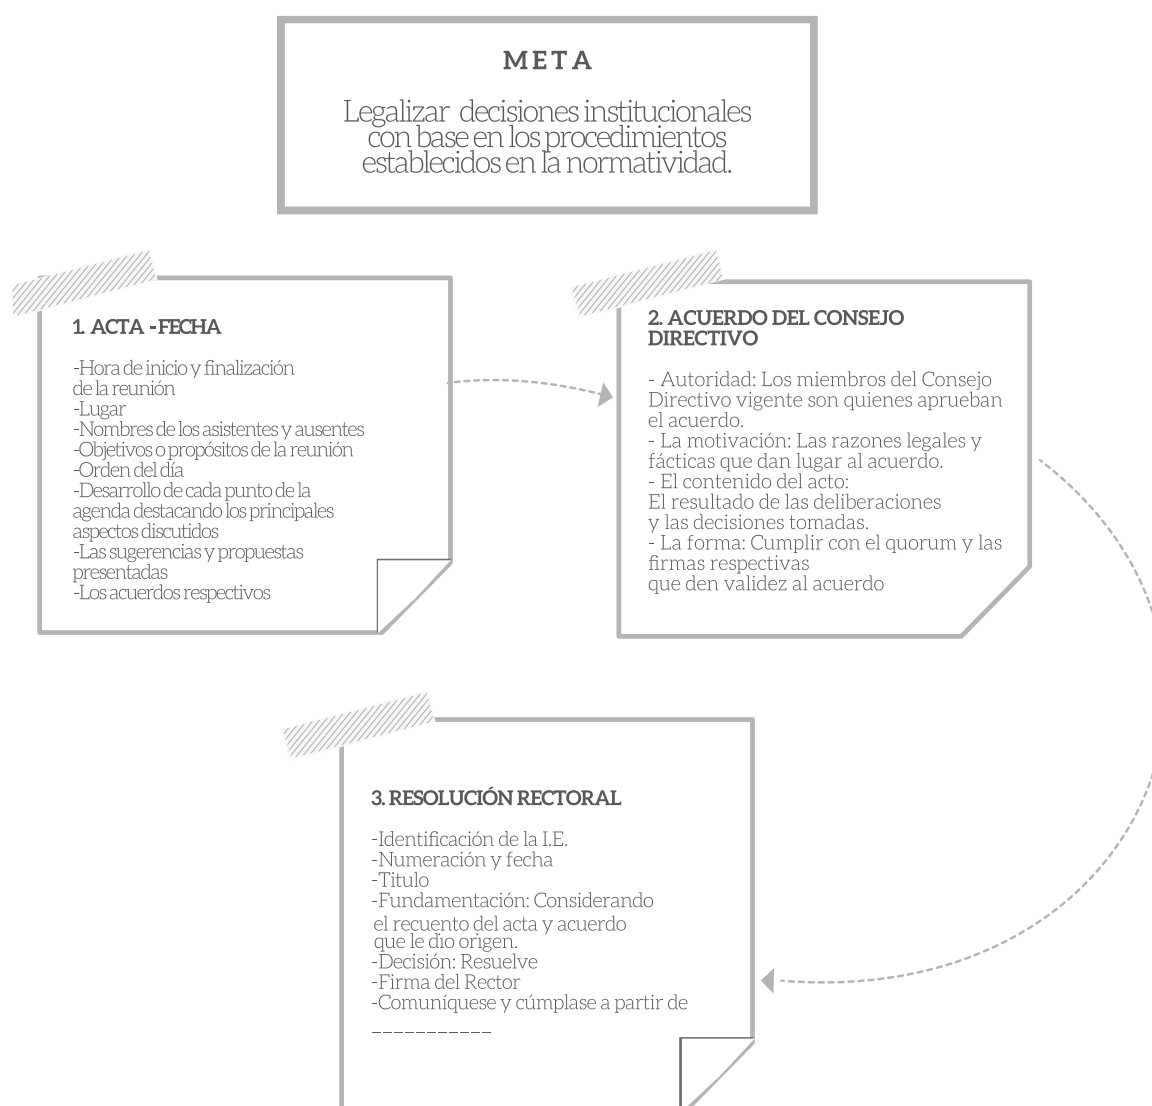 META
Legalizar decisiones institucionales
con base en los procedimientos
establecidos en la normatividad.
1. ACTA - FECHA
-Hora de inicio y finalización
de la reunión
-Lugar
-Nombres de los asistentes y ausentes
-Objetivos o propósitos de la reunión
-Orden del día
-Desarrollo de cada punto de la
agenda destacando los principales
aspectos discutidos
-Las sugerencias y propuestas
presentadas
-Los acuerdos respectivos
2. ACUERDO DEL CONSEJO
DIRECTIVO
- Autoridad: Los miembros del Consejo
Directivo vigente son quienes aprueban
el acuerdo.
- La motivación: Las razones legales y
fácticas que dan lugar al acuerdo.
- El contenido del acto:
El resultado de las deliberaciones
y las decisiones tomadas.
- La forma: Cumplir con el quorum y las
firmas respectivas
que den validez al acuerdo
3. RESOLUCIÓN RECTORAL
-Identificación de la I.E.
-Numeración y fecha
-Titulo
-Fundamentación: Considerando
el recuento del acta y acuerdo
que le dio origen.
-Decisión: Resuelve
-Firma del Rector
-Comuníquese y cúmplase a partir de
___________